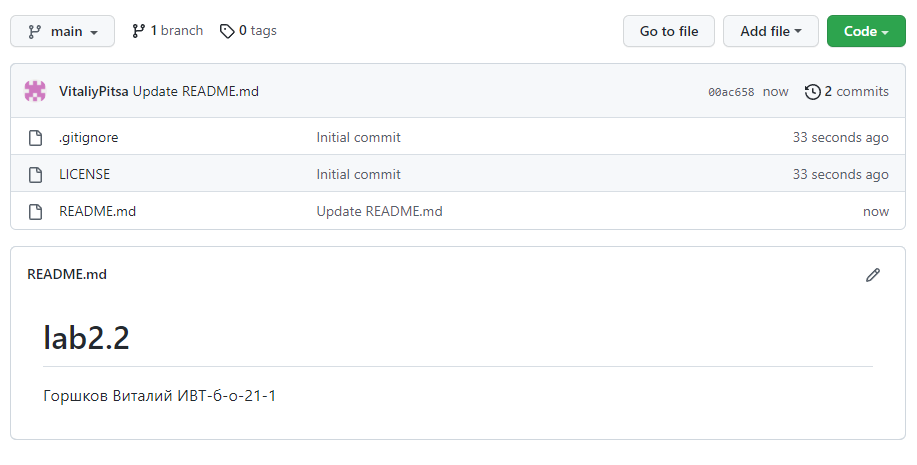 main 1 branch 0 tags Go to file Add file Code
VitaliyPitsa Update README.md 00ac658 now 2 commits
.gitignore Initial commit 33 seconds ago
LICENSE Initial commit 33 seconds ago
README.md Update README.md now
README.md
lab2.2
Горшков Виталий ИВТ-б-о-21-1